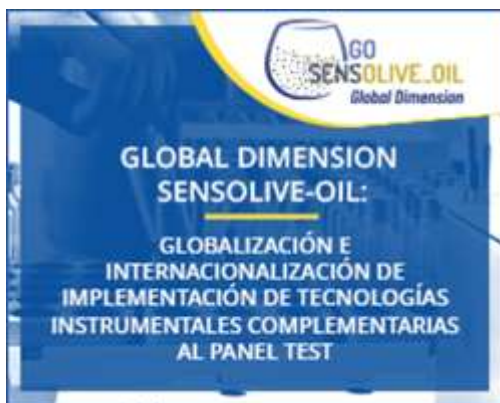 GO
SENSOLIVE_OIL
Global Dimension
GLOBAL DIMENSION
SENSOLIVE-OIL:
GLOBALIZACIÓN E
INTERNACIONALIZACIÓN DE
IMPLEMENTACIÓN DE TECNOLOGÍAS
INSTRUMENTALES COMPLEMENTARIAS
AL PANEL TEST